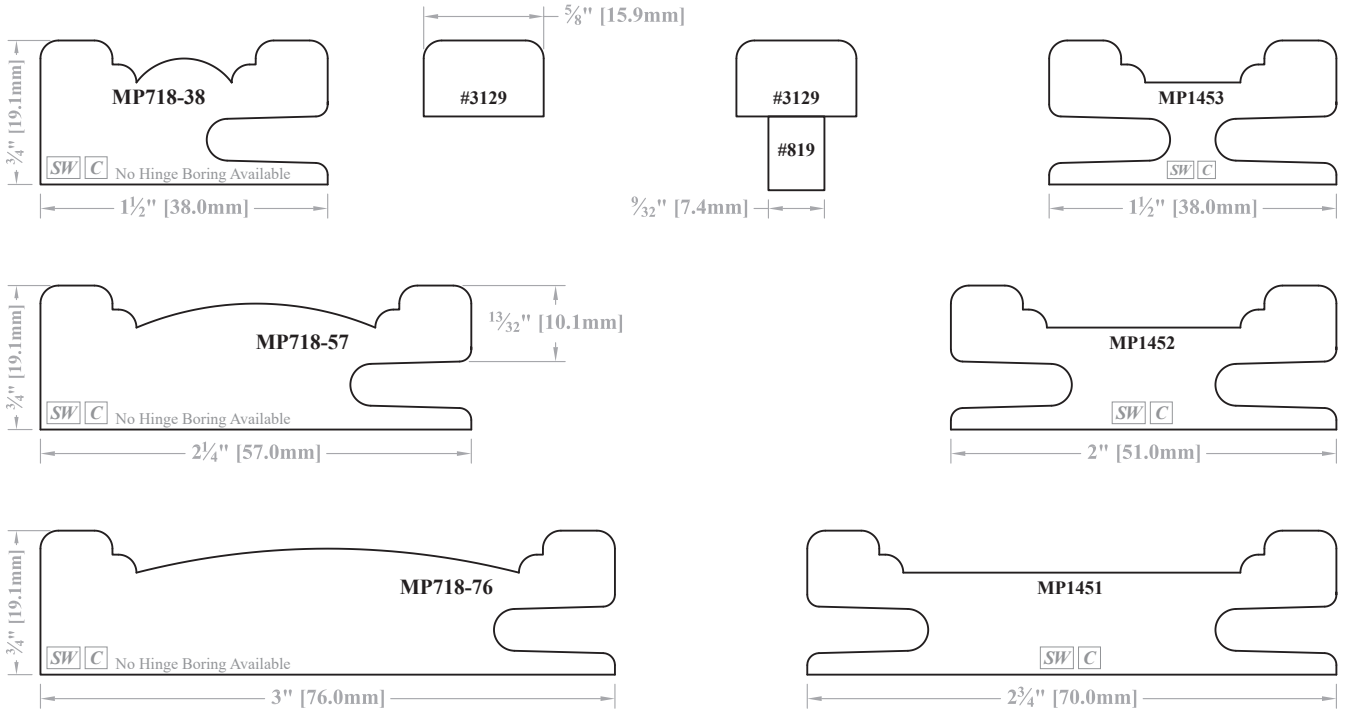 ⅝" [15.9mm]
¾" [19.1mm]
MP718-38
#3129
#3129
MP1453
#819
SW C No Hinge Boring Available
SW C
1½" [38.0mm]
9⁄32" [7.4mm]
1½" [38.0mm]
¾" [19.1mm]
13⁄32" [10.1mm]
MP718-57
MP1452
SW C No Hinge Boring Available
SW C
2¼" [57.0mm]
2" [51.0mm]
¾" [19.1mm]
MP718-76
MP1451
SW C No Hinge Boring Available
SW C
3" [76.0mm]
2¾" [70.0mm]